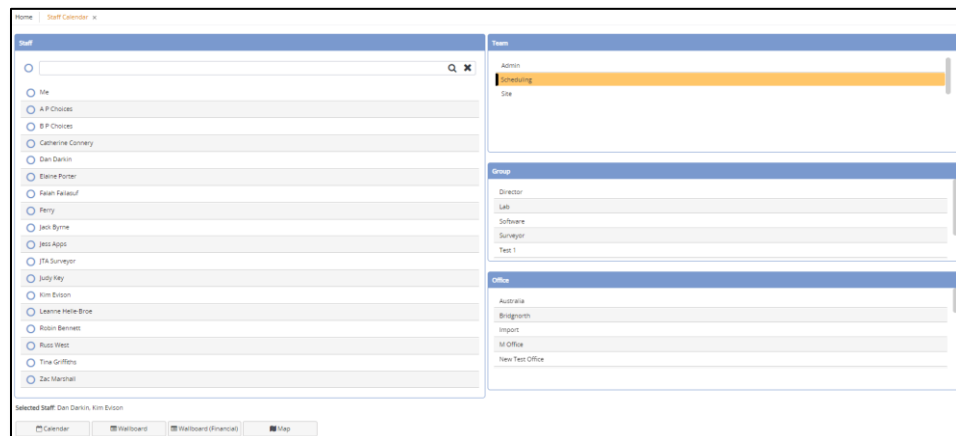 Home Staff Calendar ×
Staff
Me
A P Choices
B P Choices
Catherine Connery
Dan Darkin
Elaine Porter
Falah Fallasuf
Ferry
Jack Byrne
Jess Apps
JTA Surveyor
Judy Key
Kim Evison
Leanne Helle-Broe
Robin Bennett
Russ West
Tina Griffiths
Zac Marshall
Team
Admin
Scheduling
Site
Group
Director
Lab
Software
Surveyor
Test 1
Office
Australia
Bridgnorth
Import
M Office
New Test Office
Selected Staff: Dan Darkin, Kim Evison
Calendar Wallboard Wallboard (Financial) Map